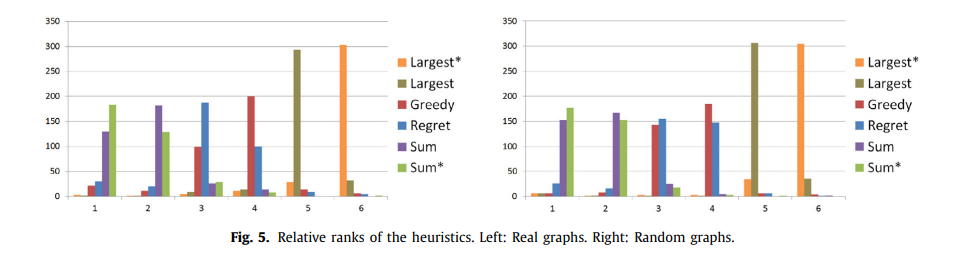 350
300
250
200
150
100
50
0
1 2 3 4 5 6
Largest*
Largest
Greedy
Regret
Sum
Sum*
350
300
250
200
150
100
50
0
1 2 3 4 5 6
Largest*
Largest
Greedy
Regret
Sum
Sum*
Fig. 5. Relative ranks of the heuristics. Left: Real graphs. Right: Random graphs.